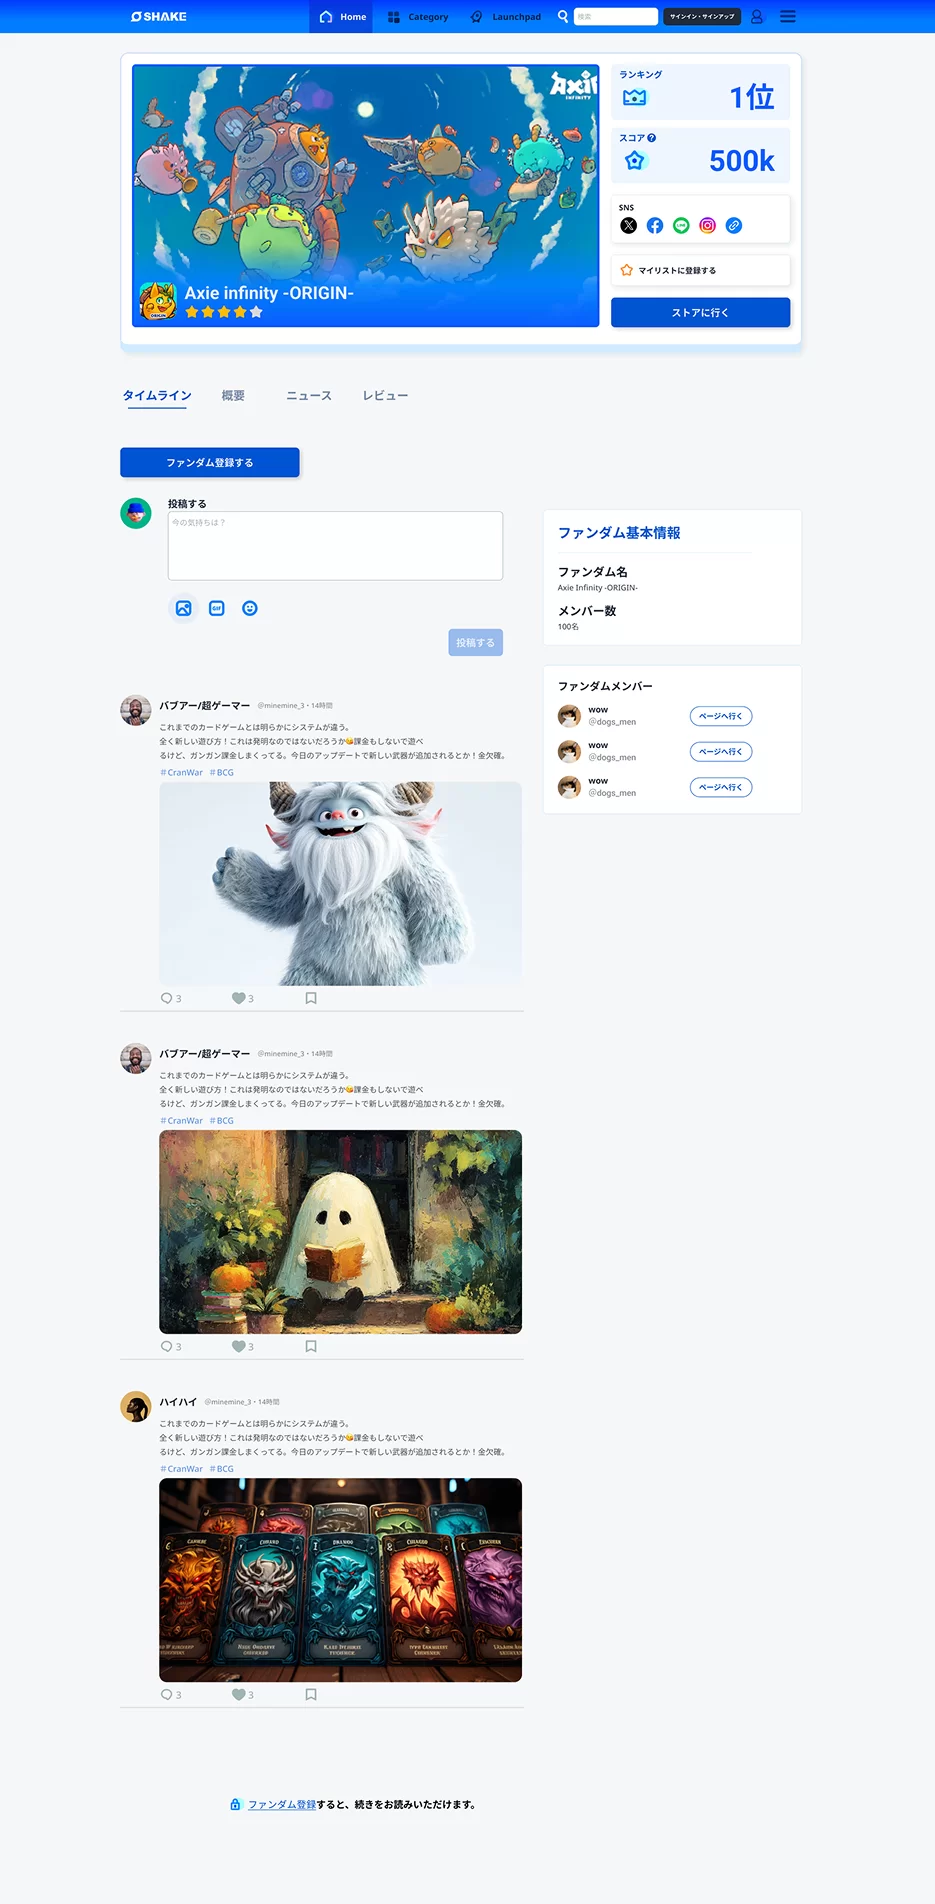 SHAKE
Home
Category
Launchpad
検索
サインイン・サインアップ
Axie
INFINITY
ORIGIN
Axie infinity -ORIGIN-
ランキング
1位
スコア
500k
SNS
マイリストに登録する
ストアに行く
タイムライン
概要
ニュース
レビュー
ファンダム登録する
投稿する
今の気持ちは？
GIF
投稿する
ファンダム基本情報
ファンダム名
Axie Infinity -ORIGIN-
メンバー数
100名
ファンダムメンバー
wow
@dogs_men
ページへ行く
wow
@dogs_men
ページへ行く
wow
@dogs_men
ページへ行く
バブアー/超ゲーマー @minemine_3・14時間
これまでのカードゲームとは明らかにシステムが違う。
全く新しい遊び方！これは発明なのではないだろうか😘課金もしないで遊べ
るけど、ガンガン課金しまくってる。今日のアップデートで新しい武器が追加されるとか！金欠確。
#CranWar #BCG
3
3
バブアー/超ゲーマー @minemine_3・14時間
これまでのカードゲームとは明らかにシステムが違う。
全く新しい遊び方！これは発明なのではないだろうか😘課金もしないで遊べ
るけど、ガンガン課金しまくってる。今日のアップデートで新しい武器が追加されるとか！金欠確。
#CranWar #BCG
3
3
ハイハイ @minemine_3・14時間
これまでのカードゲームとは明らかにシステムが違う。
全く新しい遊び方！これは発明なのではないだろうか😘課金もしないで遊べ
るけど、ガンガン課金しまくってる。今日のアップデートで新しい武器が追加されるとか！金欠確。
#CranWar #BCG
3
3
ファンダム登録すると、続きをお読みいただけます。